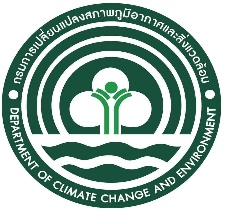 กรมการเปลี่ยนแปลงสภาพภูมิอากาศและสิ่งแวดล้อม
DEPARTMENT OF CLIMATE CHANGE AND ENVIRONMENT